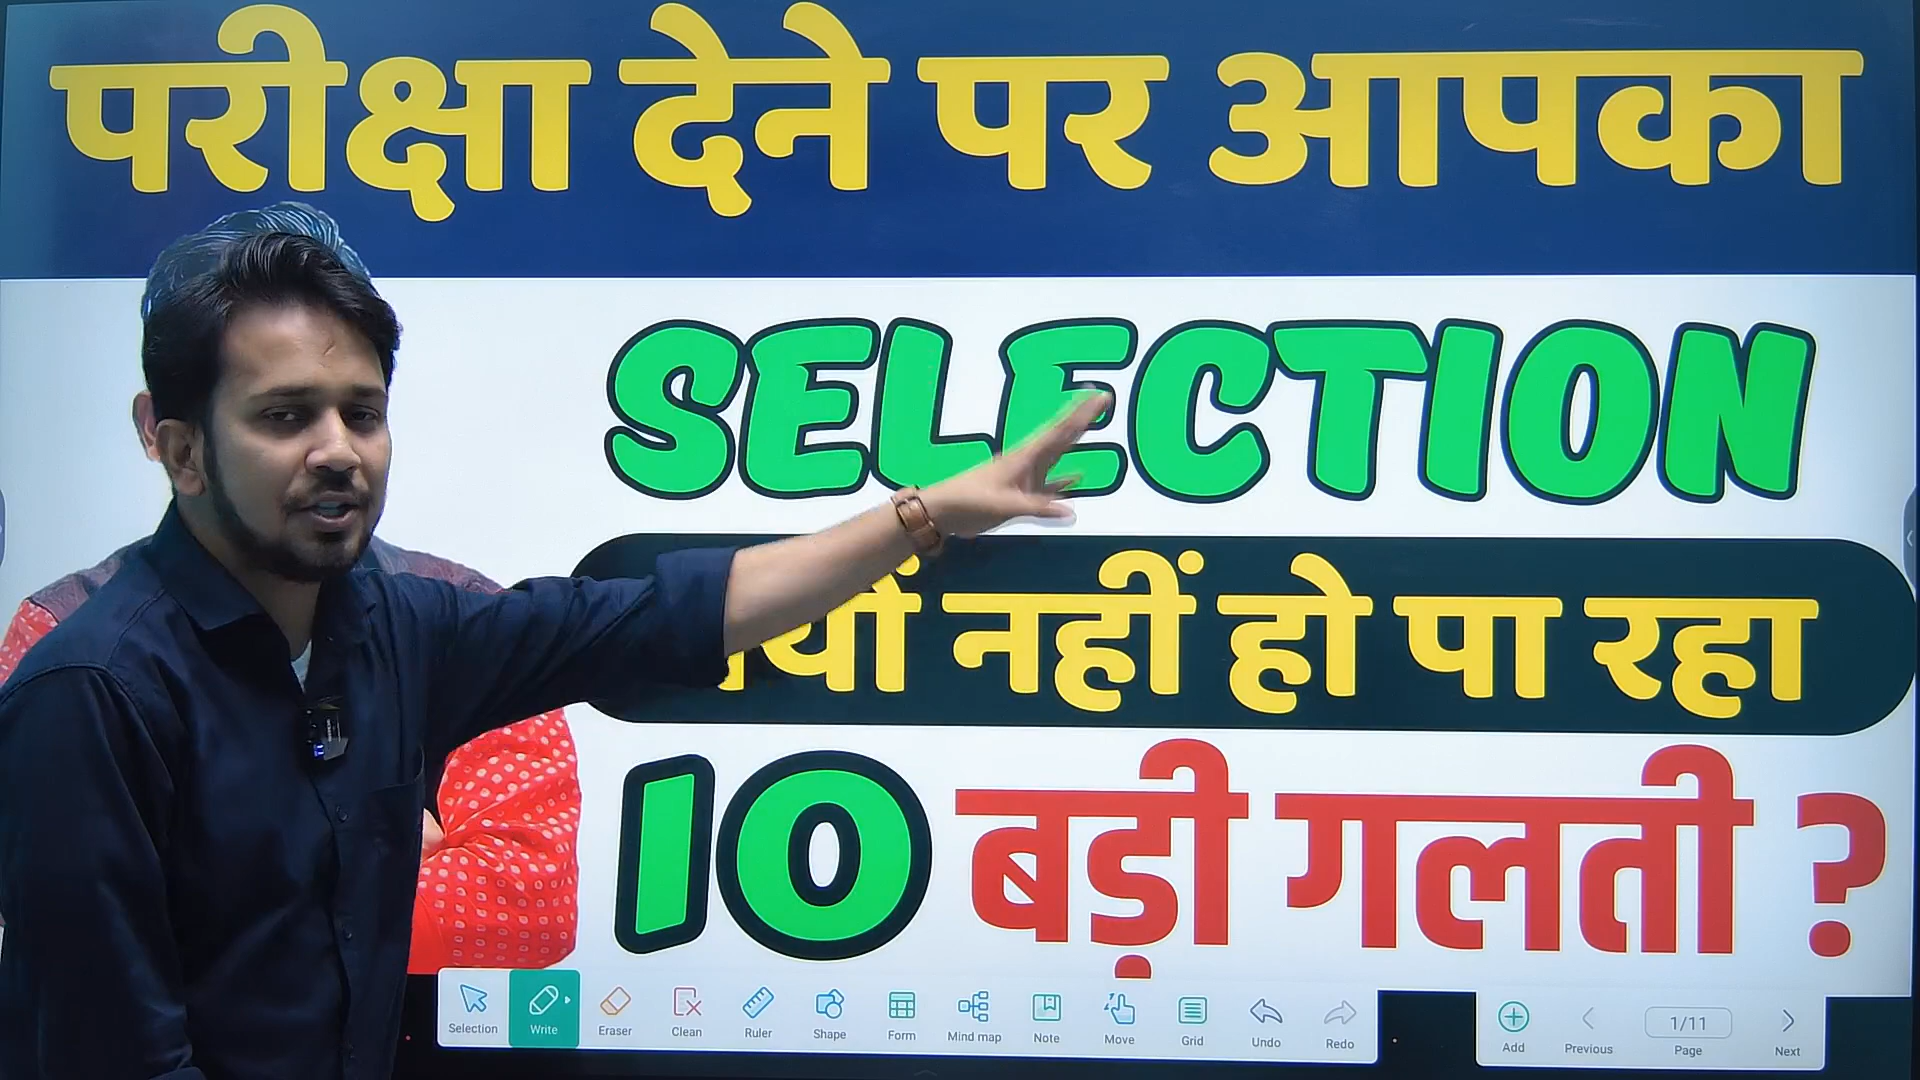 परीक्षा देने पर आपका
SELECTION
नहीं हो पा रहा
10 बड़ी गलती ?
Selection Write Eraser Clean Ruler Shape Form Mind map Note Move Grid Undo Redo Add Previous 1/11 Page Next